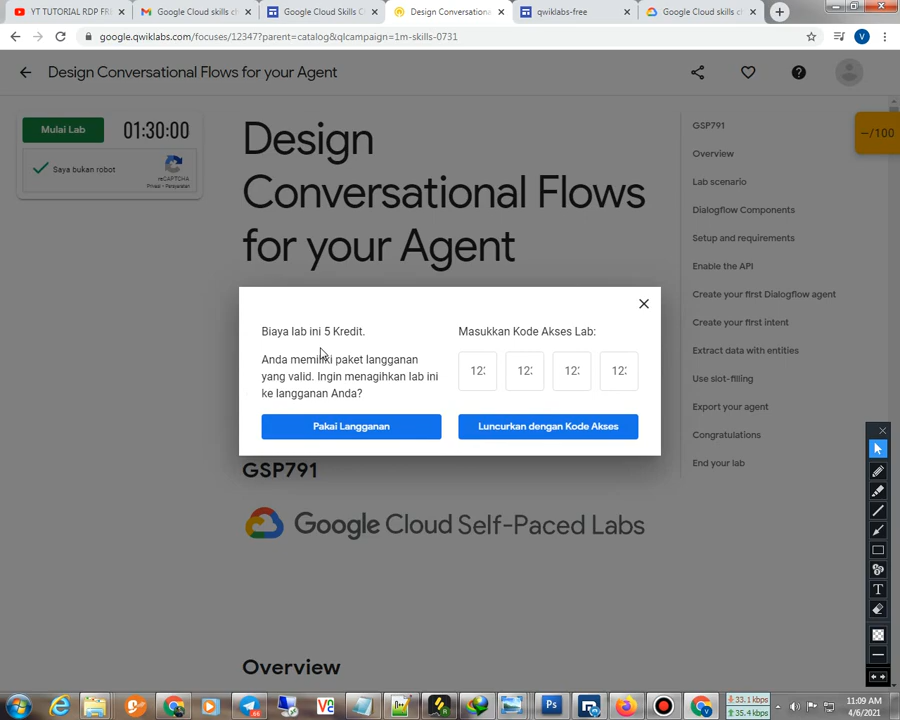 YT TUTORIAL RDP FR
Google Cloud skills c
Google Cloud Skills C
Design Conversationa
qwiklabs-free
Google Cloud skills c
google.qwiklabs.com/focuses/12347?parent=catalog&qlcampaign=1m-skills-0731
V
Design Conversational Flows for your Agent
Mulai Lab
01:30:00
Saya bukan robot
reCAPTCHA
Privasi - Persyaratan
Design
Conversational Flows
for your Agent
GSP791
Overview
Lab scenario
Dialogflow Components
Setup and requirements
Enable the API
Create your first Dialogflow agent
Create your first intent
Extract data with entities
Use slot-filling
Export your agent
Congratulations
End your lab
–/100
Biaya lab ini 5 Kredit.
Anda memiliki paket langganan
yang valid. Ingin menagihkan lab ini
ke langganan Anda?
Pakai Langganan
Masukkan Kode Akses Lab:
12
12
12
12
Luncurkan dengan Kode Akses
GSP791
Google Cloud Self-Paced Labs
Overview
T
Ps
33.1 kbps
35.4 kbps
11:09 AM
4/6/2021